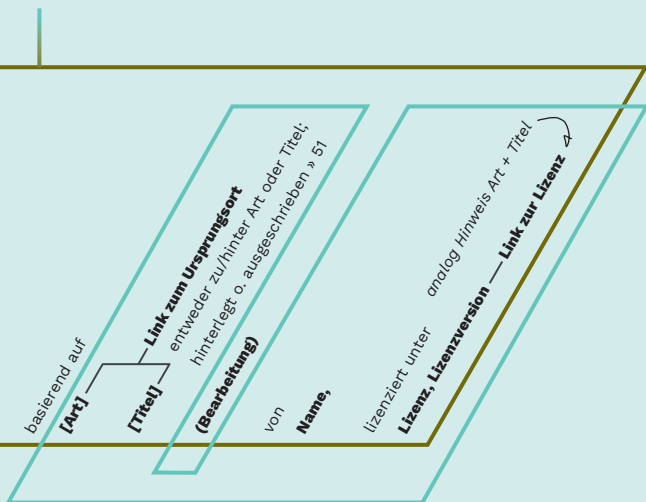 basierend auf
[Art]
[Titel]
Link zum Ursprungsort
entweder zu/hinter Art oder Titel;
hinterlegt o. ausgeschrieben » 51
(Bearbeitung)
von
Name,
lizenziert unter
Lizenz, Lizenzversion
analog Hinweis Art + Titel
Link zur Lizenz